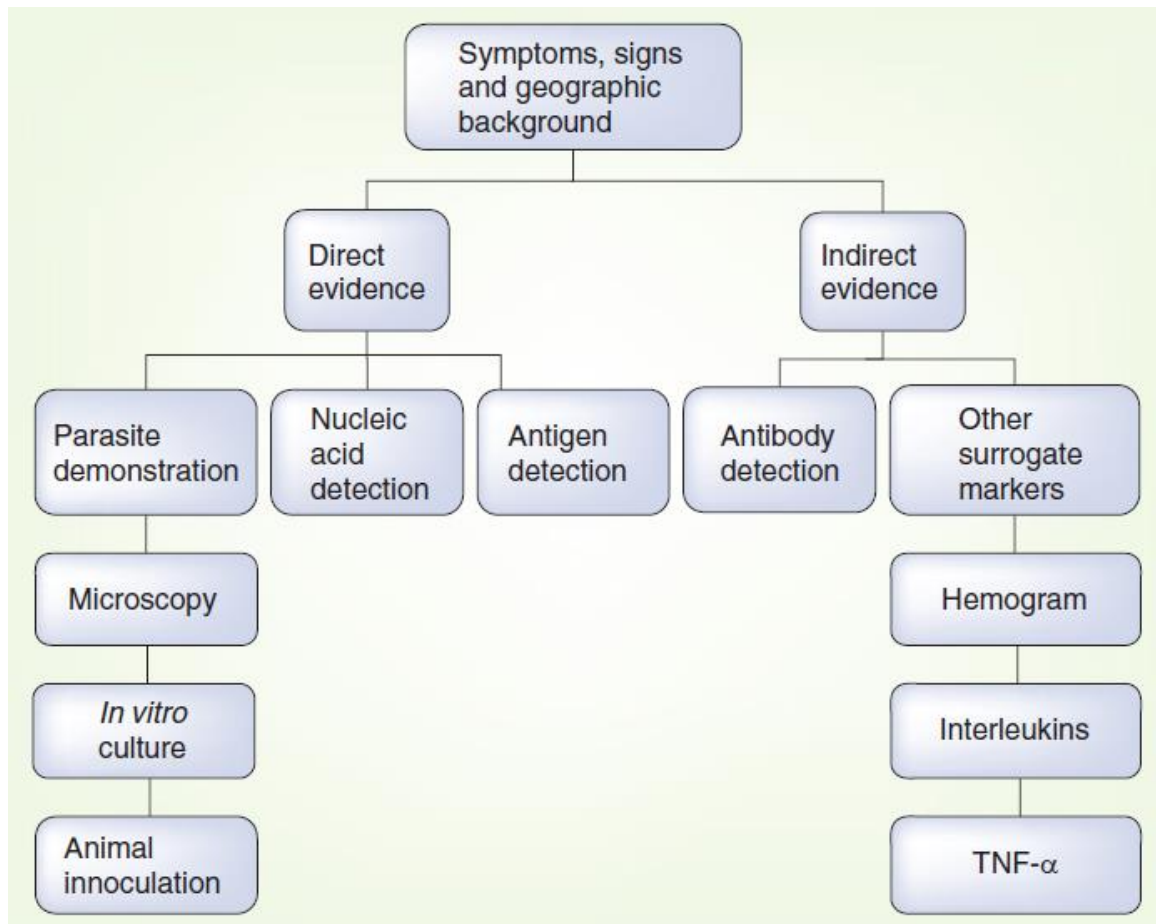 Symptoms, signs
and geographic
background
Direct
evidence
Indirect
evidence
Parasite
demonstration
Nucleic
acid
detection
Antigen
detection
Antibody
detection
Other
surrogate
markers
Microscopy
Hemogram
In vitro
culture
Interleukins
Animal
innoculation
TNF-α